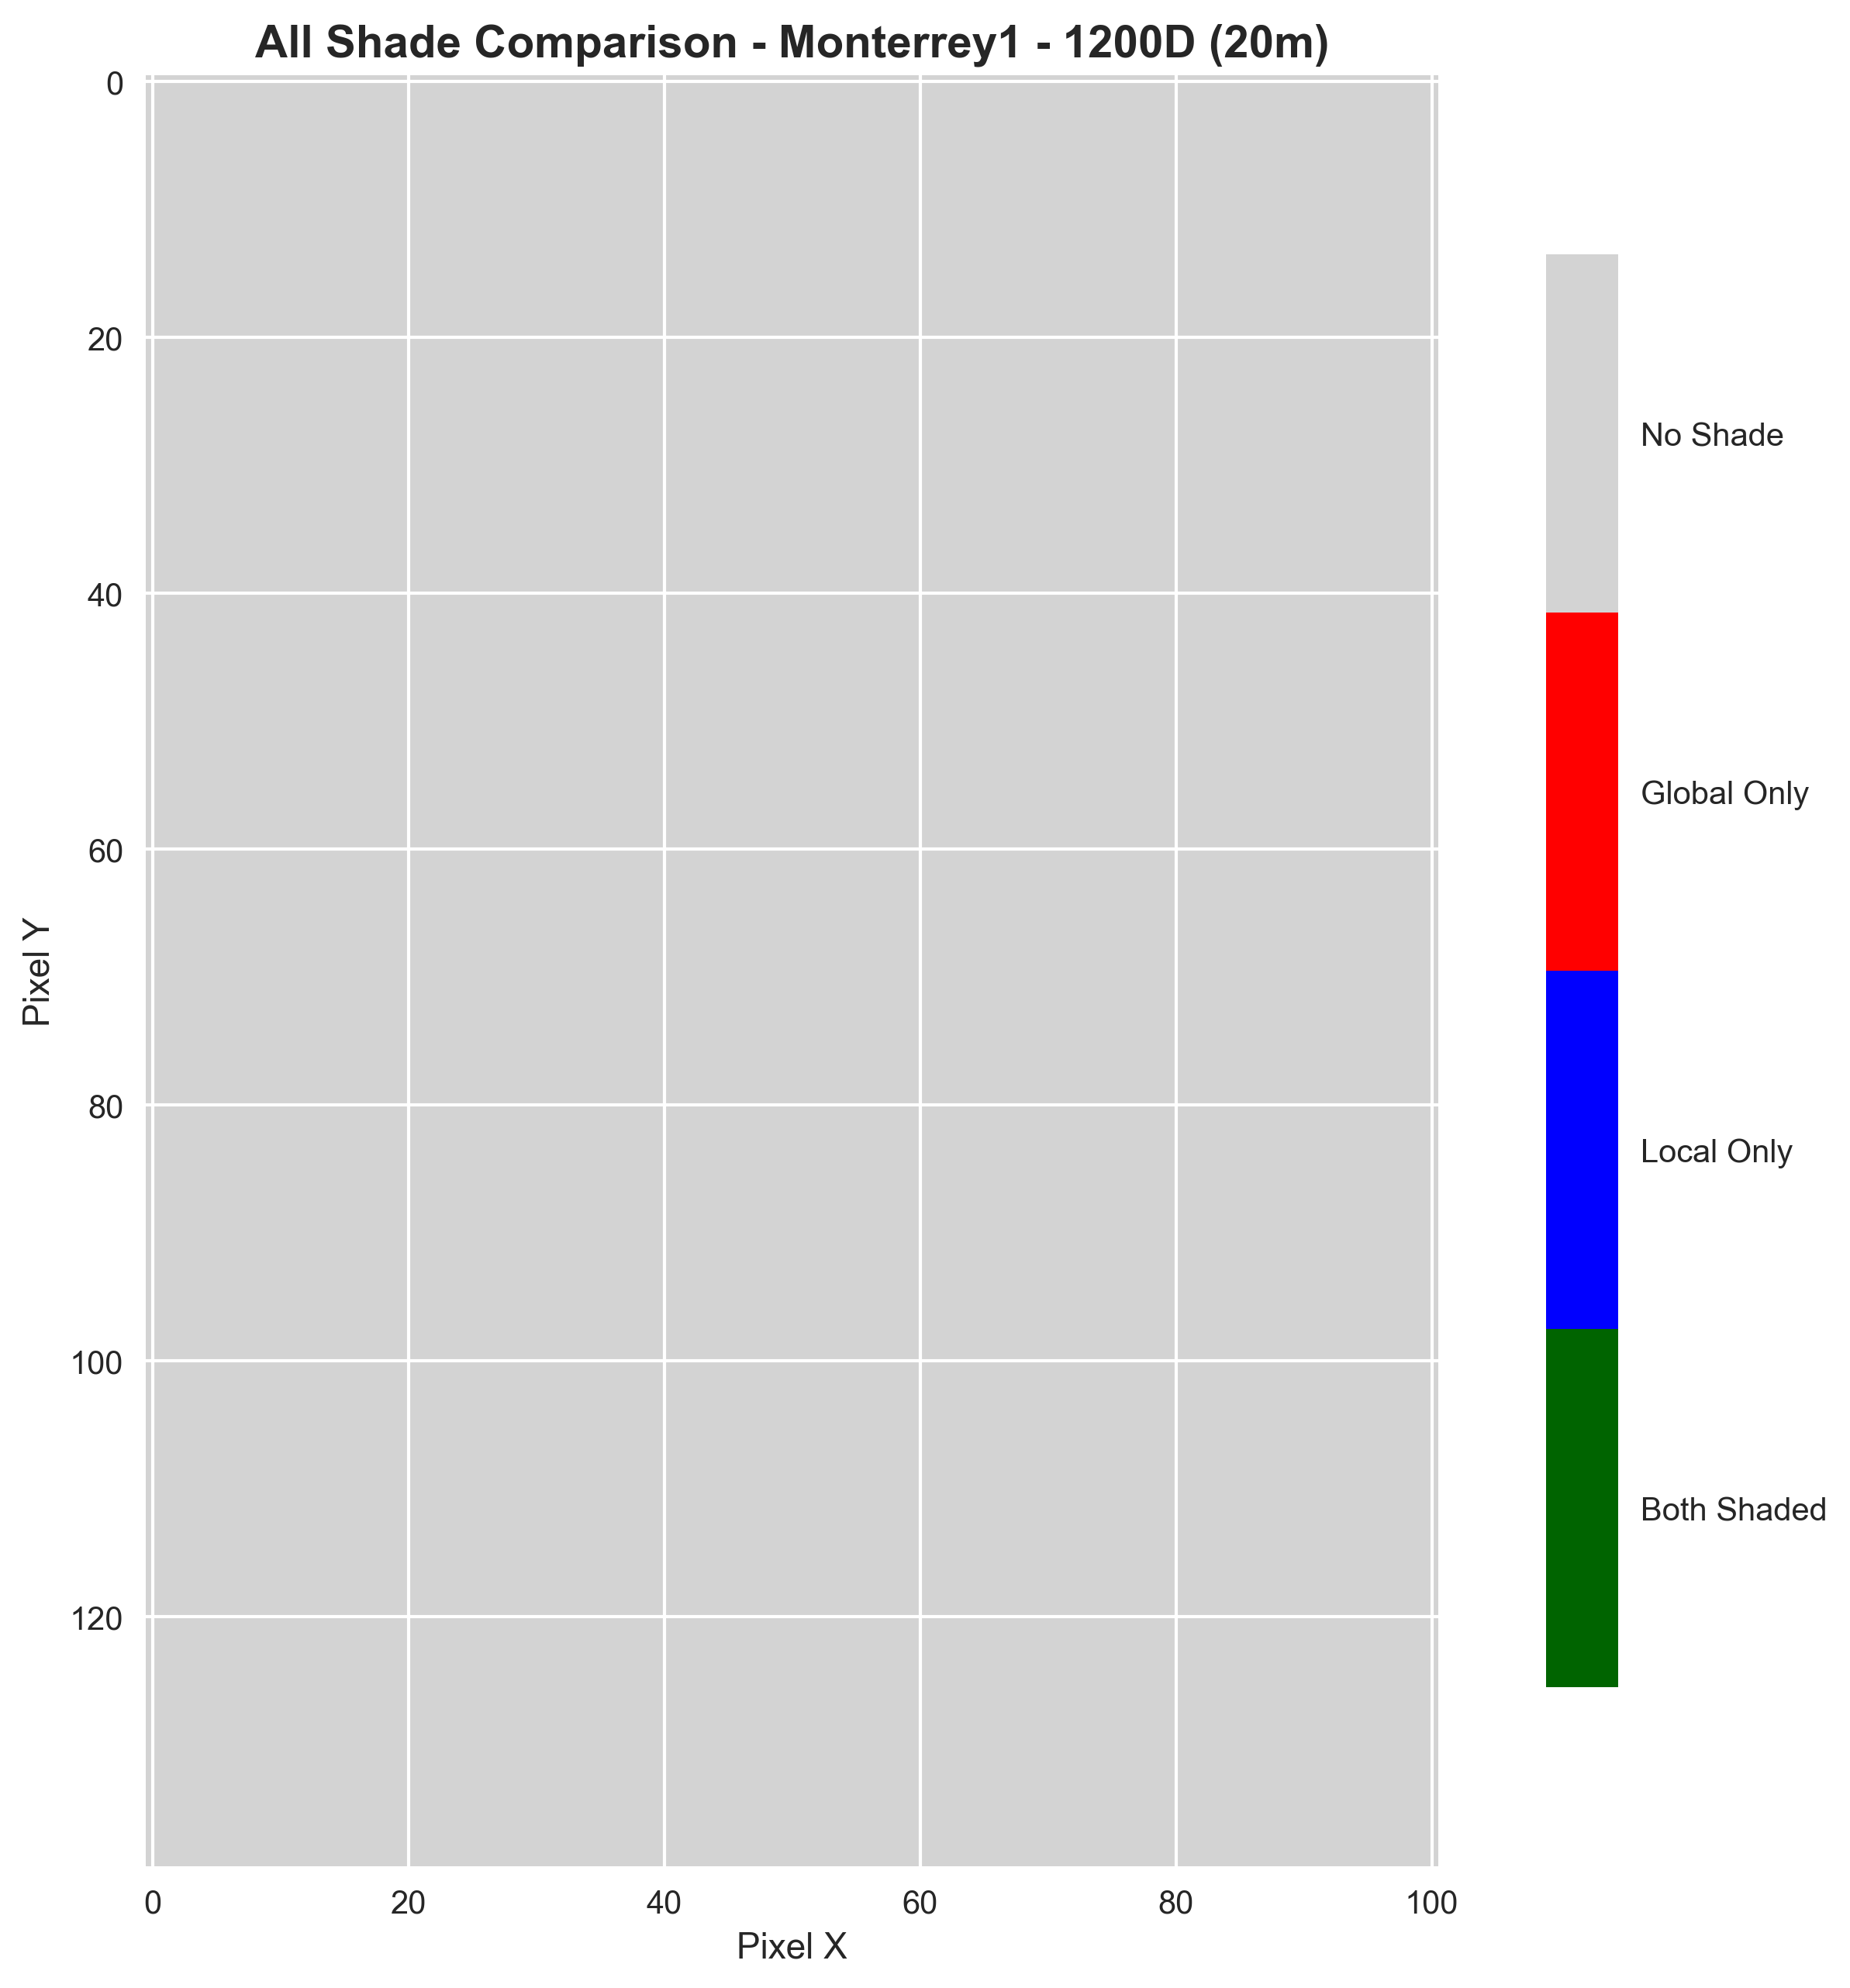 All Shade Comparison - Monterrey1 - 1200D (20m)
0
20
40
60
80
100
120
Pixel Y
0 20 40 60 80 100
Pixel X
No Shade
Global Only
Local Only
Both Shaded